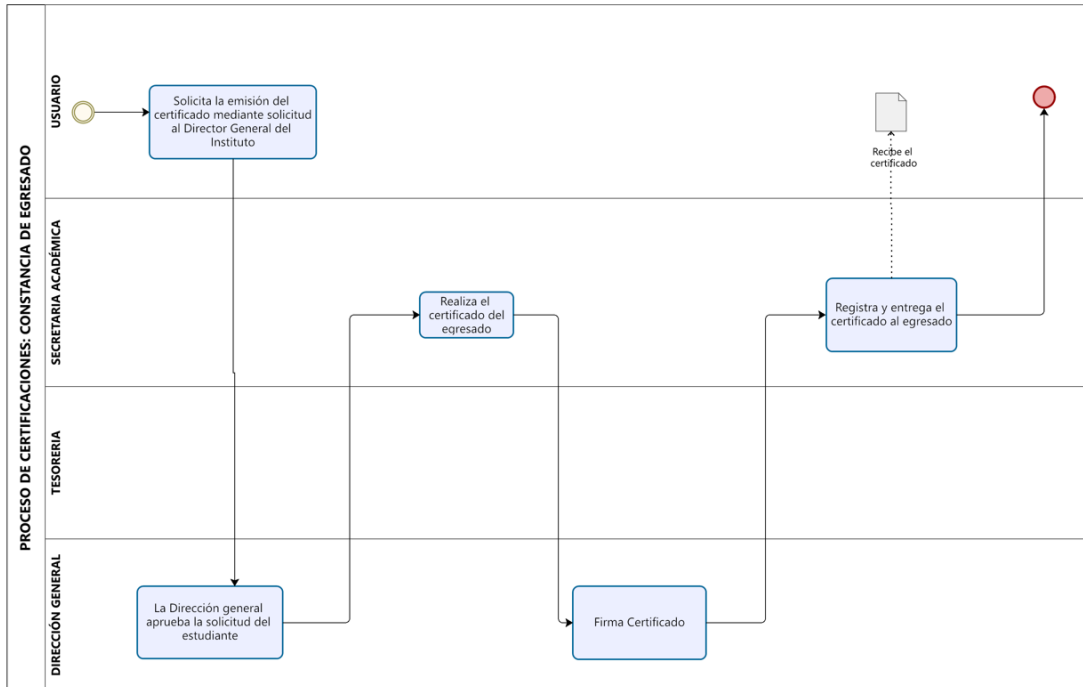 PROCESO DE CERTIFICACIONES: CONSTANCIA DE EGRESADO
USUARIO
Solicita la emisión del
certificado mediante solicitud
al Director General del
Instituto
Recibe el
certificado
SECRETARIA ACADÉMICA
Realiza el
certificado del
egresado
Registra y entrega el
certificado al egresado
TESORERIA
DIRECCIÓN GENERAL
La Dirección general
aprueba la solicitud del
estudiante
Firma Certificado